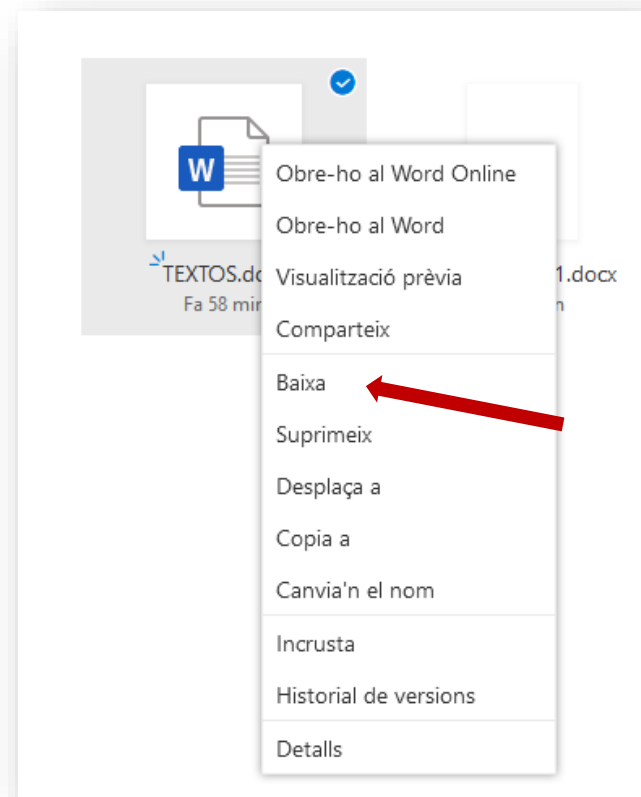 W
TEXTOS.do
Fa 58 min
1.docx
Obre-ho al Word Online
Obre-ho al Word
Visualització prèvia
Comparteix
Baixa
Suprimeix
Desplaça a
Copia a
Canvia'n el nom
Incrusta
Historial de versions
Detalls